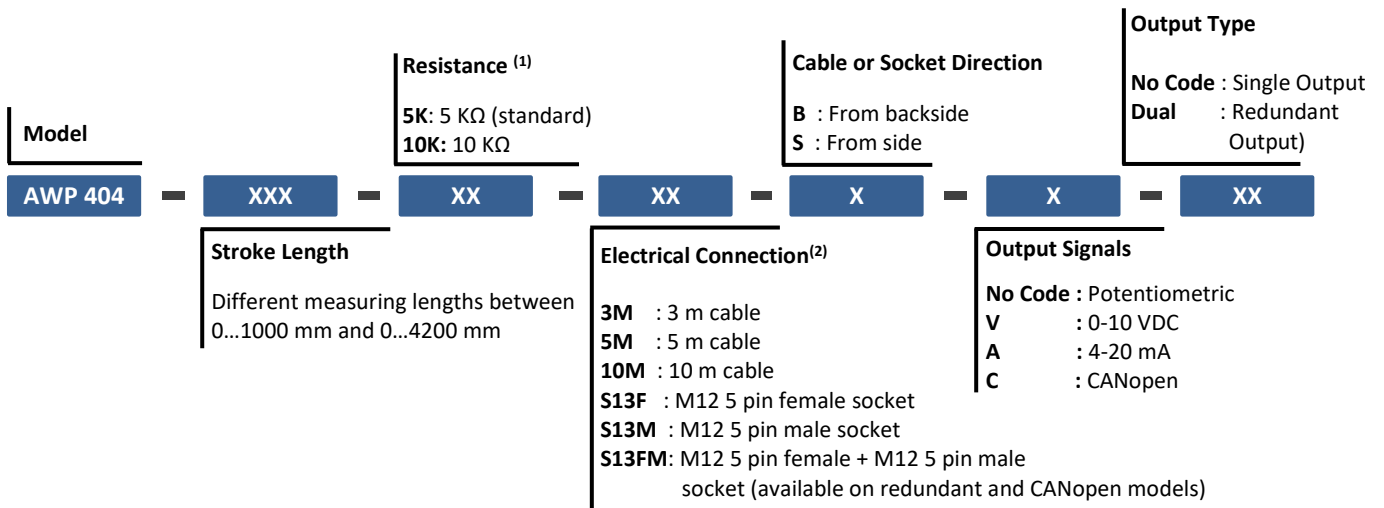 Output Type
No Code : Single Output
Dual : Redundant
Output)
Cable or Socket Direction
B : From backside
S : From side
Resistance (1)
5K: 5 KΩ (standard)
10K: 10 KΩ
Model
AWP 404 – XXX – XX – XX – X – X – XX
Stroke Length
Different measuring lengths between
0...1000 mm and 0...4200 mm
Electrical Connection(2)
3M : 3 m cable
5M : 5 m cable
10M : 10 m cable
S13F : M12 5 pin female socket
S13M : M12 5 pin male socket
S13FM: M12 5 pin female + M12 5 pin male
socket (available on redundant and CANopen models)
Output Signals
No Code : Potentiometric
V : 0-10 VDC
A : 4-20 mA
C : CANopen